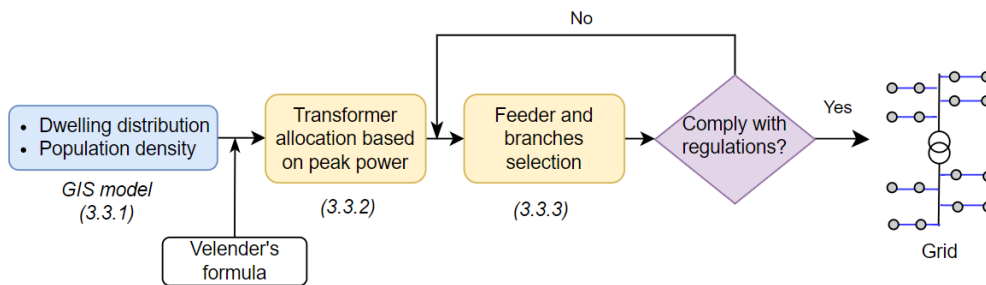 No
• Dwelling distribution
• Population density
GIS model
(3.3.1)
Velender's
formula
Transformer
allocation based
on peak power
(3.3.2)
Feeder and
branches
selection
(3.3.3)
Comply with
regulations?
Yes
Grid